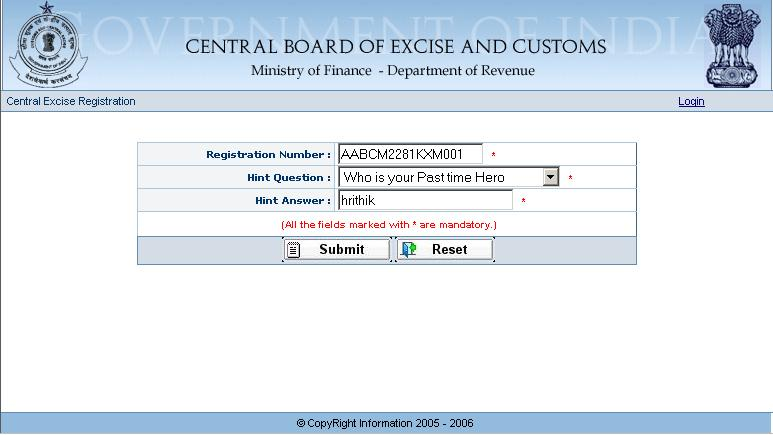 GOVERNMENT OF INDIA
CENTRAL BOARD OF EXCISE AND CUSTOMS
Ministry of Finance - Department of Revenue
Central Excise Registration Login
Registration Number : AABCM2281KXM001 *
Hint Question : Who is your Past time Hero *
Hint Answer : hrithik *
(All the fields marked with * are mandatory.)
Submit Reset
© CopyRight Information 2005 - 2006